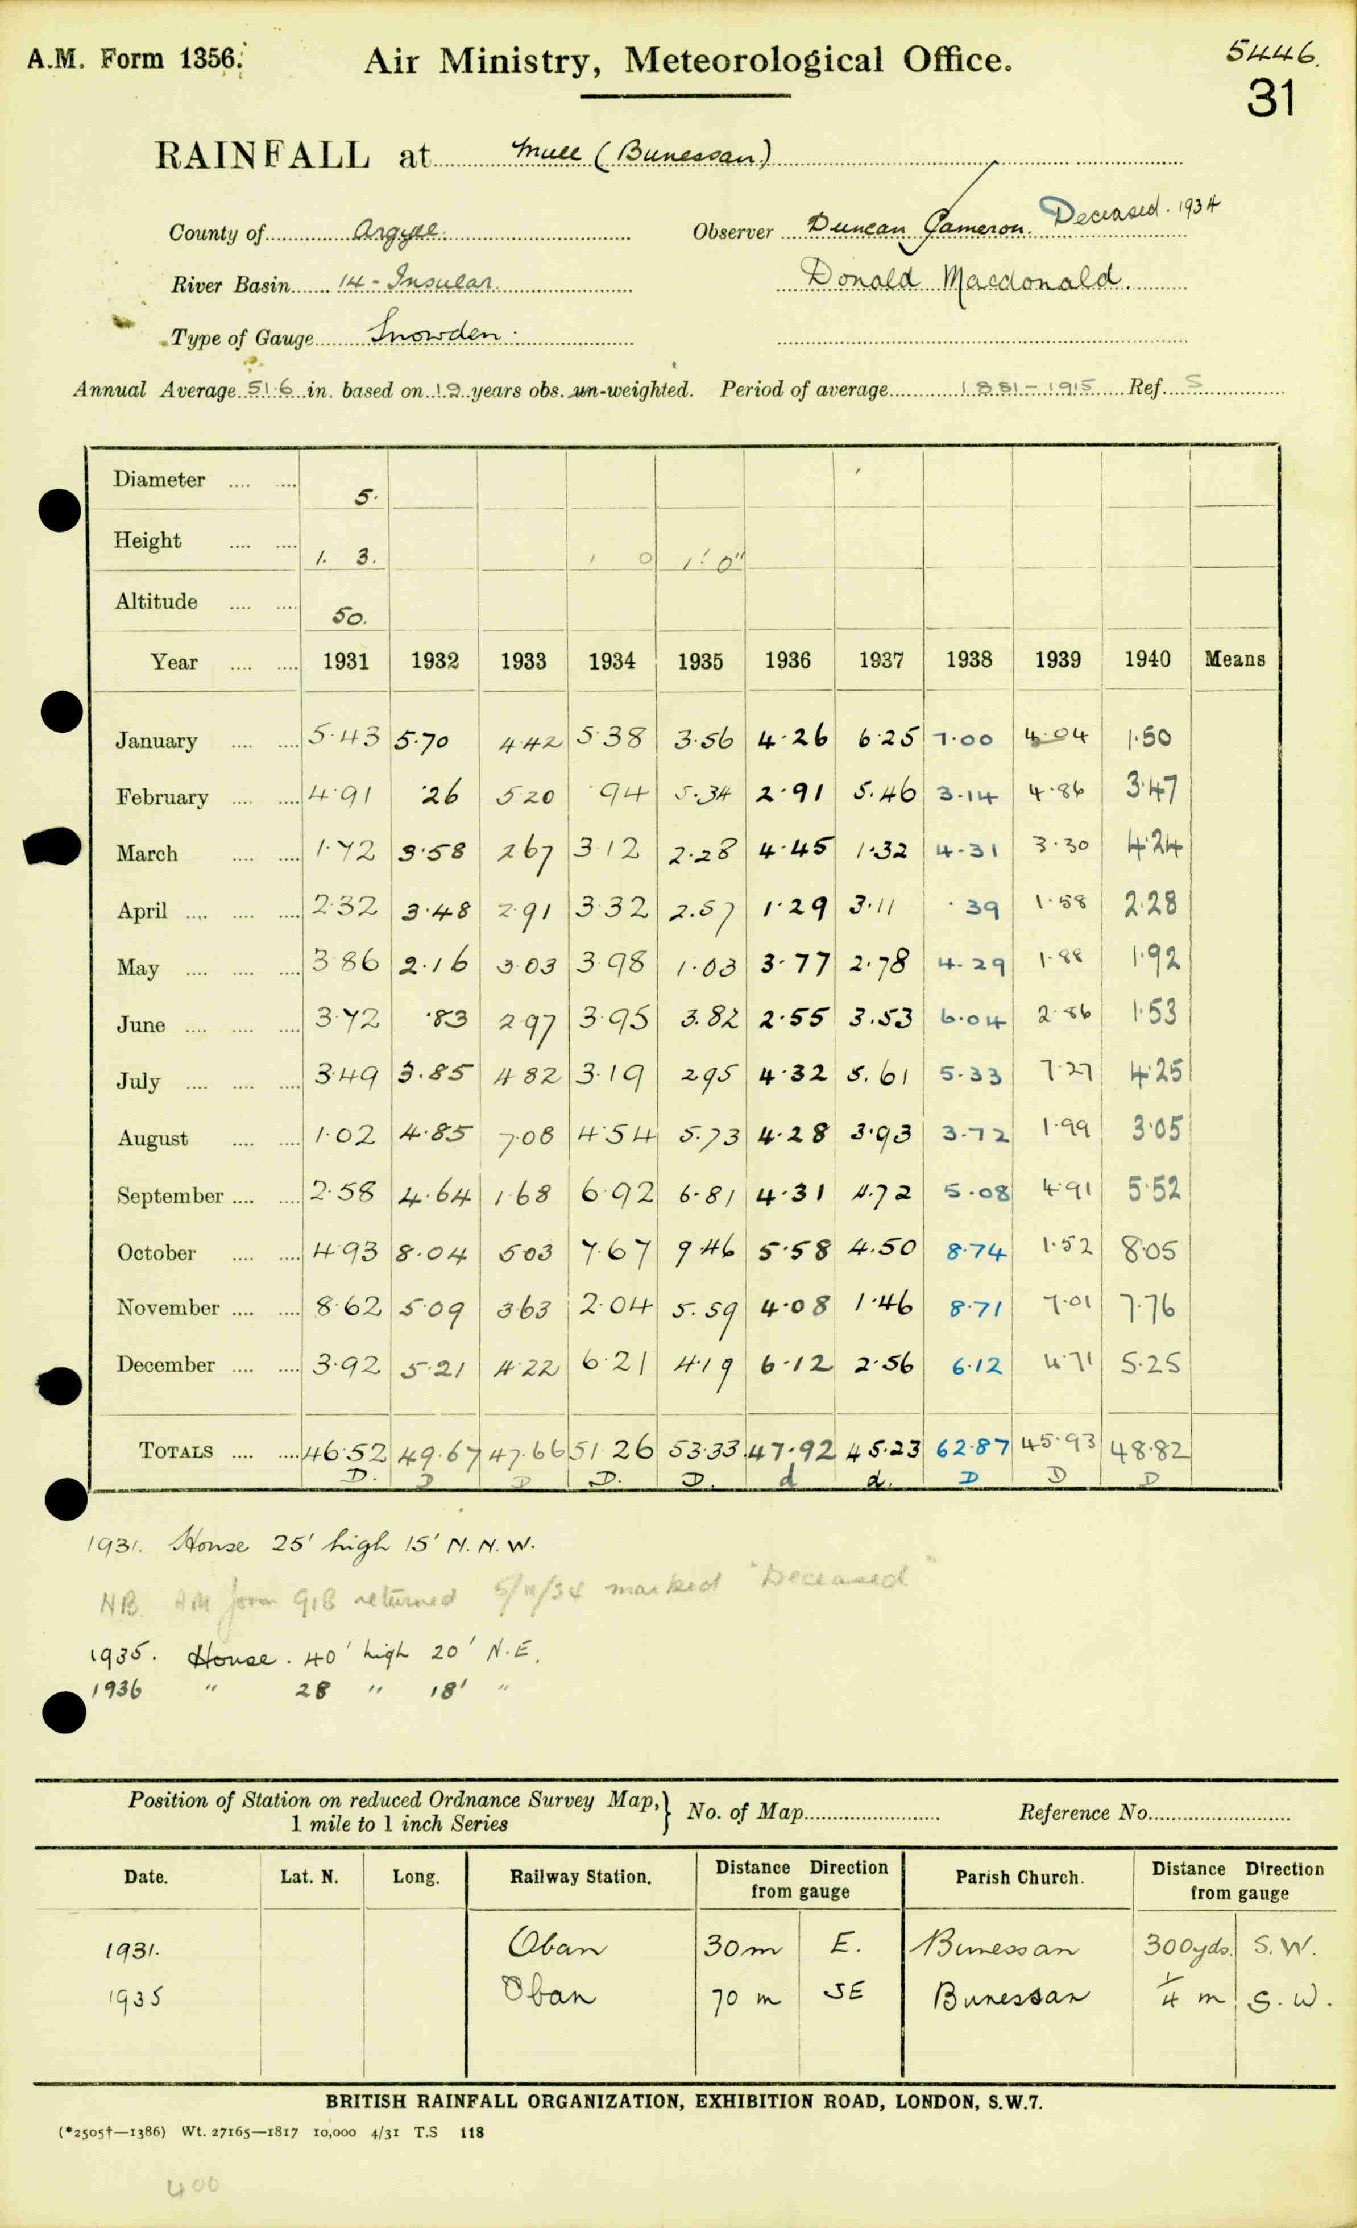 A.M. Form 1356. Air Ministry, Meteorological Office. 5446.
31
RAINFALL at Mull (Bunessan)
County of Argyll. Observer Duncan Cameron. Deceased. 1934
River Basin 14 - Insular. Donald Macdonald.
Type of Gauge Snowden.
Annual Average 51.6 in. based on 19 years obs. un-weighted. Period of average 1881-1915 Ref. S
Diameter 5.
Height 1. 3. 1 0 1' 0"
Altitude 50.
Year 1931 1932 1933 1934 1935 1936 1937 1938 1939 1940 Means
January 5.43 5.70 4.42 5.38 3.56 4.26 6.25 7.00 4.04 1.50
February 4.91 .26 5.20 .94 5.34 2.91 5.46 3.14 4.86 3.47
March 1.72 3.58 2.67 3.12 2.28 4.45 1.32 4.31 3.30 4.24
April 2.32 3.48 2.91 3.32 2.57 1.29 3.11 .39 1.58 2.28
May 3.86 2.16 3.03 3.98 1.03 3.77 2.78 4.29 1.88 1.92
June 3.72 .83 2.97 3.95 3.82 2.55 3.53 6.04 2.86 1.53
July 3.49 3.85 4.82 3.19 2.95 4.32 5.61 5.33 7.27 4.25
August 1.02 4.85 7.08 4.54 5.73 4.28 3.93 3.72 1.99 3.05
September 2.58 4.64 1.68 6.92 6.81 4.31 4.72 5.08 4.91 5.52
October 4.93 8.04 5.03 7.67 9.46 5.58 4.50 8.74 1.52 8.05
November 8.62 5.09 3.63 2.04 5.59 4.08 1.46 8.71 7.01 7.76
December 3.92 5.21 4.22 6.21 4.19 6.12 2.56 6.12 4.71 5.25
TOTALS 46.52 49.67 47.66 51.26 53.33 47.92 45.23 62.87 45.93 48.82
D. D D D. D. d d. D D D
1931. House 25' high 15' N.N.W.
NB. AM form 918 returned 5/11/34 marked "Deceased"
1935. House. 40' high 20' N.E.
1936 " 28 " 18' "
Position of Station on reduced Ordnance Survey Map, } No. of Map Reference No.
1 mile to 1 inch Series
Date. Lat. N. Long. Railway Station. Distance Direction from gauge Parish Church. Distance Direction from gauge
1931. Oban 30m E. Bunessan 300yds. S.W.
1935 Oban 70 m SE Bunessan 1/4 m S.W.
BRITISH RAINFALL ORGANIZATION, EXHIBITION ROAD, LONDON, S.W.7.
(*2505†—1386) Wt. 27165—1817 10,000 4/31 T.S 118
400